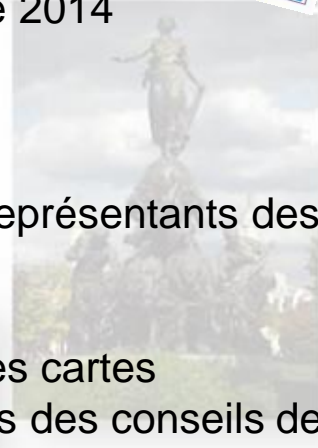 e 2014
eprésentants des
es cartes
s des conseils de